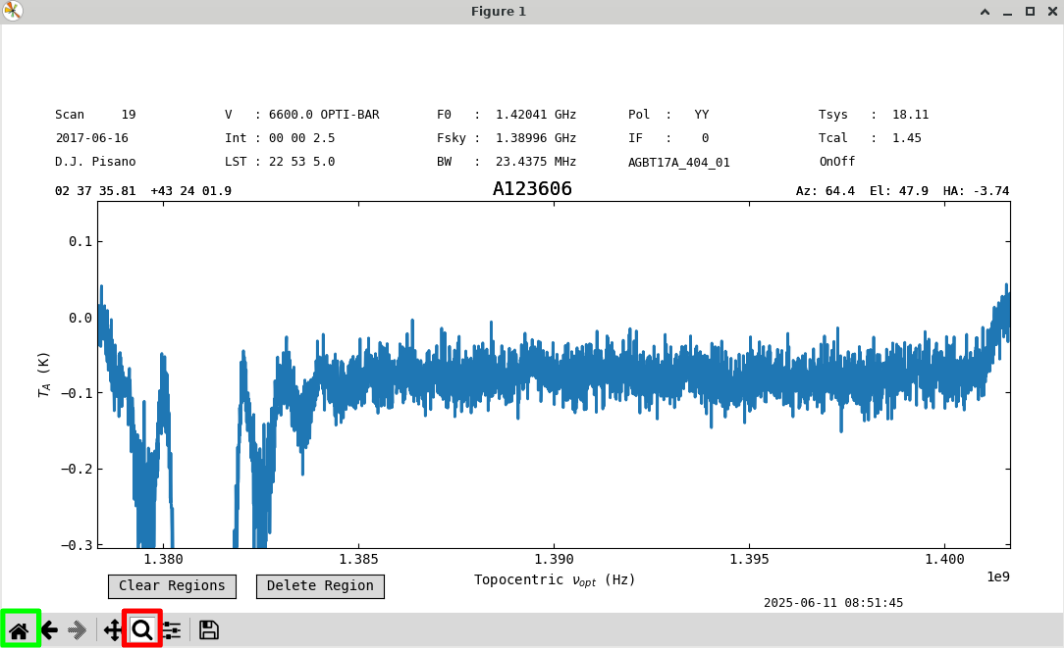 Figure 1
Scan 19 V : 6600.0 OPTI-BAR F0 : 1.42041 GHz Pol : YY Tsys : 18.11
2017-06-16 Int : 00 00 2.5 Fsky : 1.38996 GHz IF : 0 Tcal : 1.45
D.J. Pisano LST : 22 53 5.0 BW : 23.4375 MHz AGBT17A_404_01 OnOff
02 37 35.81 +43 24 01.9 A123606 Az: 64.4 El: 47.9 HA: -3.74
0.1
0.0
−0.1
−0.2
−0.3
T_A (K)
1.380 1.385 1.390 1.395 1.400
1e9
Topocentric ν_opt (Hz)
Clear Regions Delete Region
2025-06-11 08:51:45